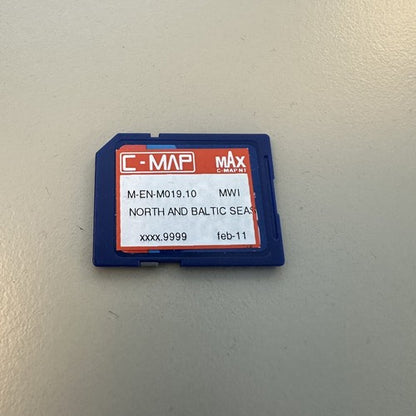 C-MAP
MAX
C-MAP NT
M-EN-M019.10 MWI
NORTH AND BALTIC SEAS
xxxx.9999 feb-11